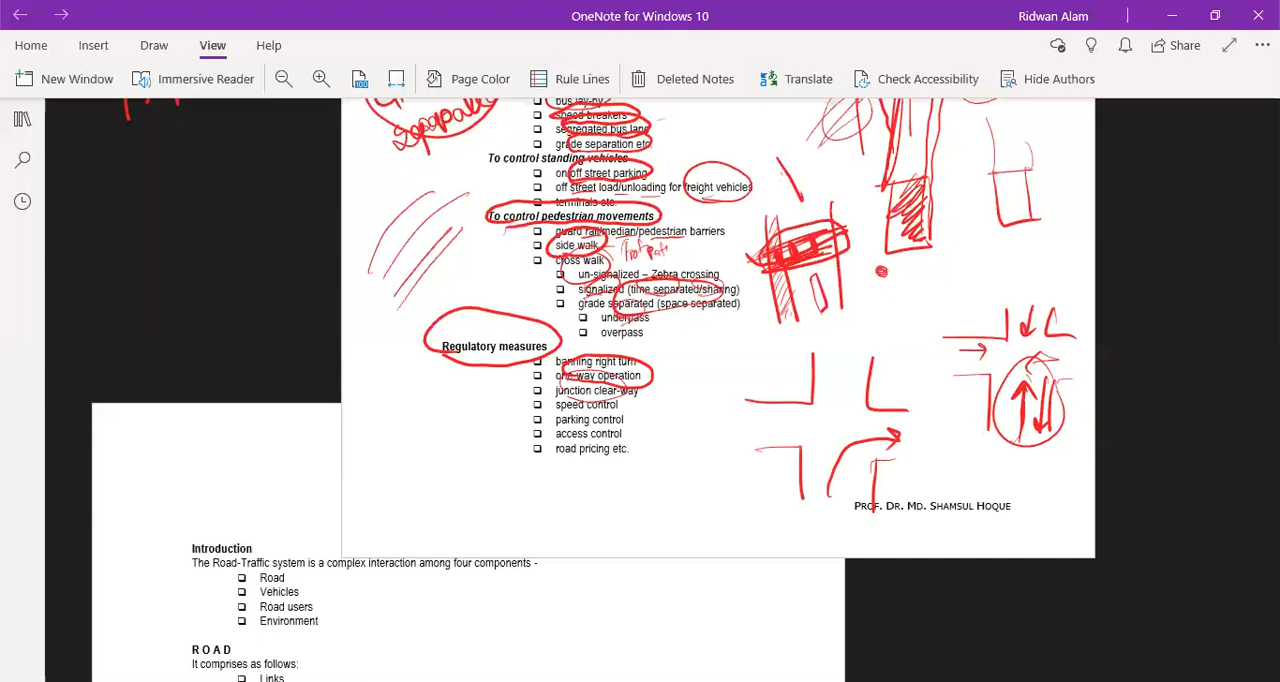 OneNote for Windows 10
Ridwan Alam
Home Insert Draw View Help
Share
New Window Immersive Reader Page Color Rule Lines Deleted Notes Translate Check Accessibility Hide Authors
bus lay-by
speed breakers
segregated bus lane
grade separation etc.
To control standing vehicles
on/off street parking
off street load/unloading for freight vehicles
terminals etc.
To control pedestrian movements
guard rail/median/pedestrian barriers
side walk
cross walk
un-signalized – Zebra crossing
signalized (time separated/sharing)
grade separated (space separated)
underpass
overpass
Regulatory measures
banning right turn
one-way operation
junction clear-way
speed control
parking control
access control
road pricing etc.
PROF. DR. MD. SHAMSUL HOQUE
Introduction
The Road-Traffic system is a complex interaction among four components -
Road
Vehicles
Road users
Environment
R O A D
It comprises as follows:
Links